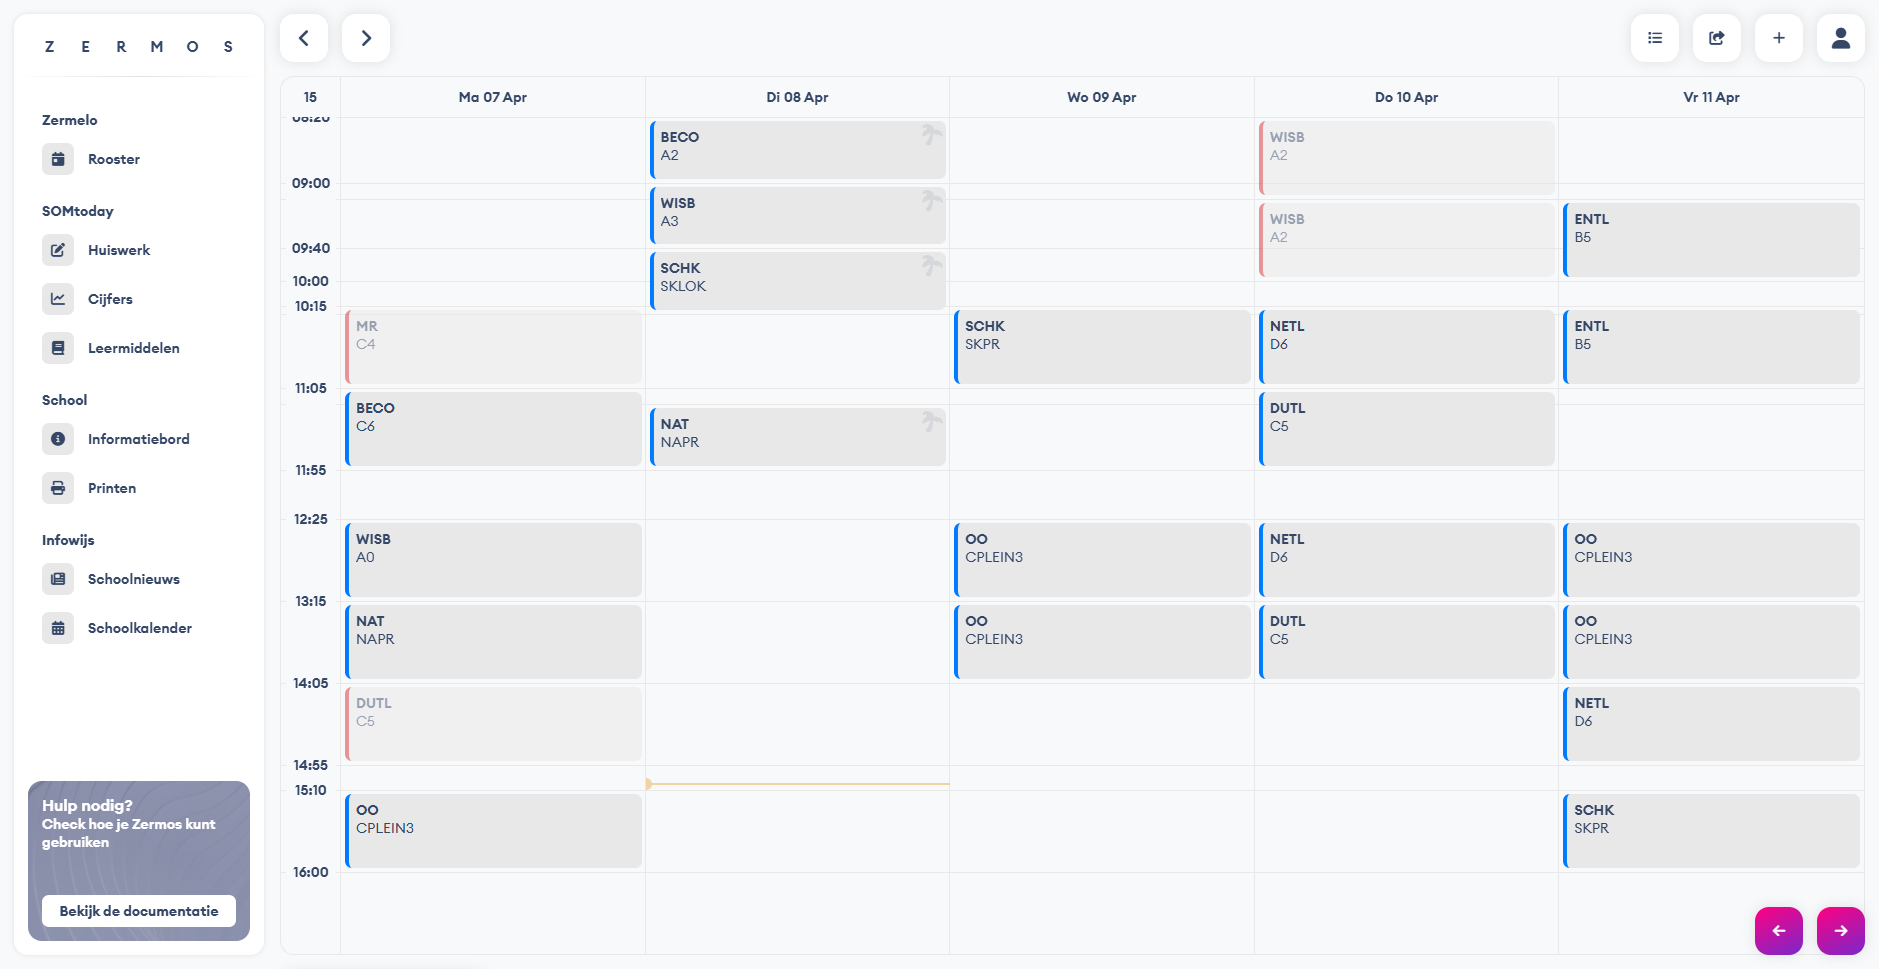 Z E R M O S
Zermelo
Rooster
SOMtoday
Huiswerk
Cijfers
Leermiddelen
School
Informatiebord
Printen
Infowijs
Schoolnieuws
Schoolkalender
Hulp nodig?
Check hoe je Zermos kunt
gebruiken
Bekijk de documentatie
15
Ma 07 Apr
Di 08 Apr
Wo 09 Apr
Do 10 Apr
Vr 11 Apr
08:20
09:00
09:40
10:00
10:15
11:05
11:55
12:25
13:15
14:05
14:55
15:10
16:00
MR
C4
BECO
C6
WISB
A0
NAT
NAPR
DUTL
C5
OO
CPLEIN3
BECO
A2
WISB
A3
SCHK
SKLOK
NAT
NAPR
SCHK
SKPR
OO
CPLEIN3
OO
CPLEIN3
WISB
A2
WISB
A2
NETL
D6
DUTL
C5
NETL
D6
DUTL
C5
ENTL
B5
ENTL
B5
OO
CPLEIN3
OO
CPLEIN3
NETL
D6
SCHK
SKPR